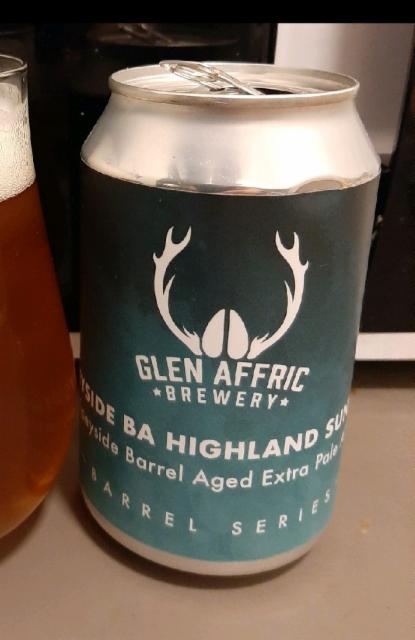 GLEN AFFRIC
★BREWERY★
YSIDE BA HIGHLAND SUN
eyside Barrel Aged Extra Pale A
BARREL SERIES